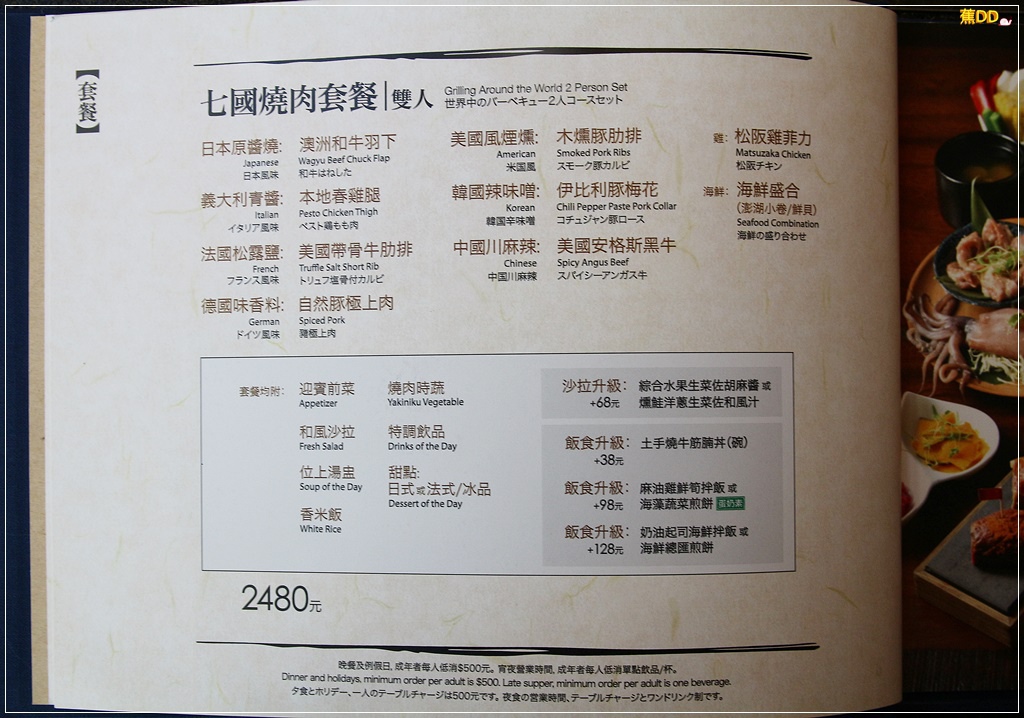 蕉DD
【套餐】
七國燒肉套餐|雙人
Grilling Around the World 2 Person Set
世界中のバーベキュー2人コースセット
日本原醬燒: 澳洲和牛羽下
Japanese Wagyu Beef Chuck Flap
日本風味 和牛はねした
義大利青醬: 本地春雞腿
Italian Pesto Chicken Thigh
イタリア風味 ペスト鶏もも肉
法國松露鹽: 美國帶骨牛肋排
French Truffle Salt Short Rib
フランス風味 トリュフ塩骨付カルビ
德國味香料: 自然豚極上肉
German Spiced Pork
ドイツ風味 豬極上肉
美國風煙燻: 木燻豚肋排
American Smoked Pork Ribs
米国風 スモーク豚カルビ
韓國辣味噌: 伊比利豚梅花
Korean Chili Pepper Paste Pork Collar
韓国辛味噌 コチュジャン豚ロース
中國川麻辣: 美國安格斯黑牛
Chinese Spicy Angus Beef
中国川麻辣 スパイシーアンガス牛
雞: 松阪雞菲力
Matsuzaka Chicken
松阪チキン
海鮮: 海鮮盛合
(澎湖小卷/鮮貝)
Seafood Combination
海鮮の盛り合わせ
套餐均附: 迎賓前菜
Appetizer
和風沙拉
Fresh Salad
位上湯盅
Soup of the Day
香米飯
White Rice
燒肉時蔬
Yakiniku Vegetable
特調飲品
Drinks of the Day
甜點:
日式或法式/冰品
Dessert of the Day
沙拉升級: 綜合水果生菜佐胡麻醬 或
+68元 燻鮭洋蔥生菜佐和風汁
飯食升級: 土手燒牛筋腩丼(碗)
+38元
飯食升級: 麻油雞鮮筍拌飯 或
+98元 海藻蔬菜煎餅 蛋奶素
飯食升級: 奶油起司海鮮拌飯 或
+128元 海鮮總匯煎餅
2480元
晚餐及例假日, 成年者每人低消$500元。宵夜營業時間, 成年者每人低消單點飲品/杯。
Dinner and holidays, minimum order per adult is $500. Late supper, minimum order per adult is one beverage.
夕食とホリデー、一人のテーブルチャージは500元です。夜食の営業時間、テーブルチャージとワンドリンク制です。